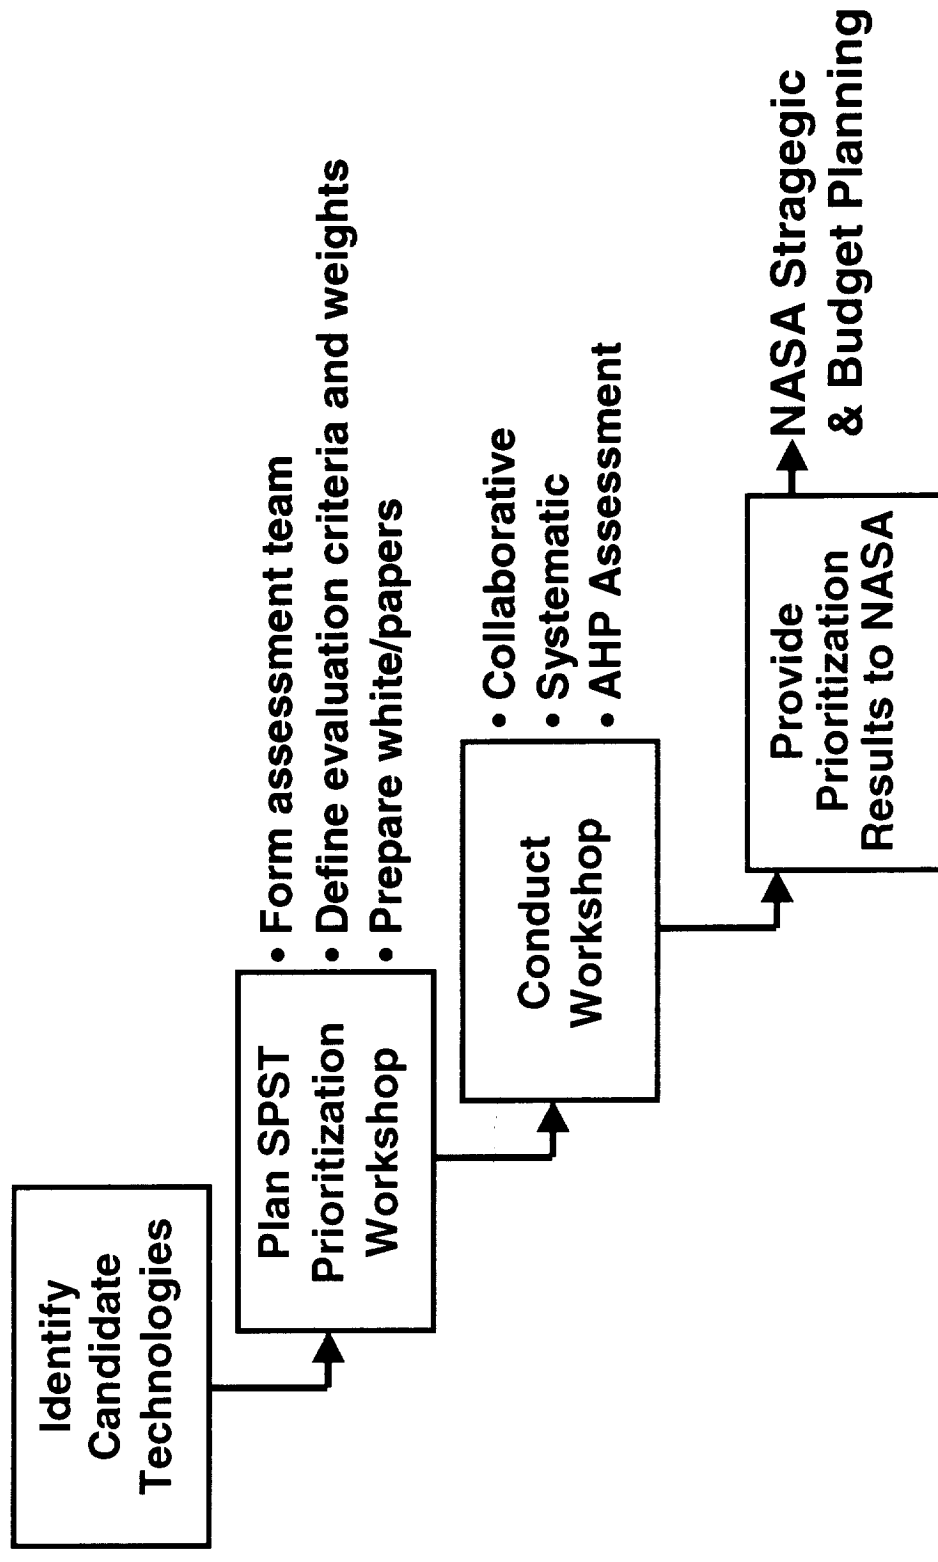 Identify
Candidate
Technologies
Plan SPST
Prioritization
Workshop
• Form assessment team
• Define evaluation criteria and weights
• Prepare white/papers
Conduct
Workshop
• Collaborative
• Systematic
• AHP Assessment
Provide
Prioritization
Results to NASA
NASA Stragegic
& Budget Planning